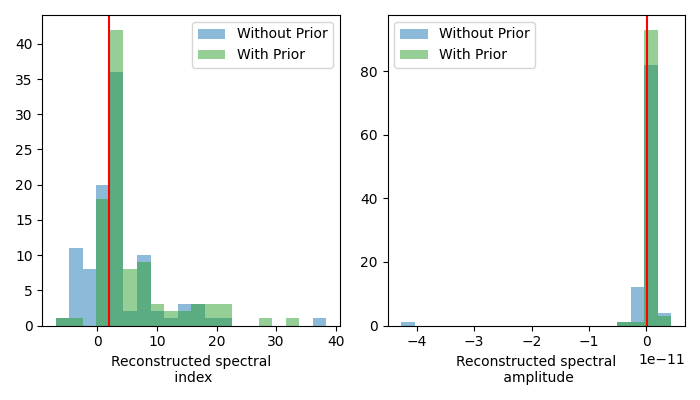 40
35
30
25
20
15
10
5
0
0
10
20
30
40
Without Prior
With Prior
Reconstructed spectral
index
80
60
40
20
0
−4
−3
−2
−1
0
1e−11
Without Prior
With Prior
Reconstructed spectral
amplitude